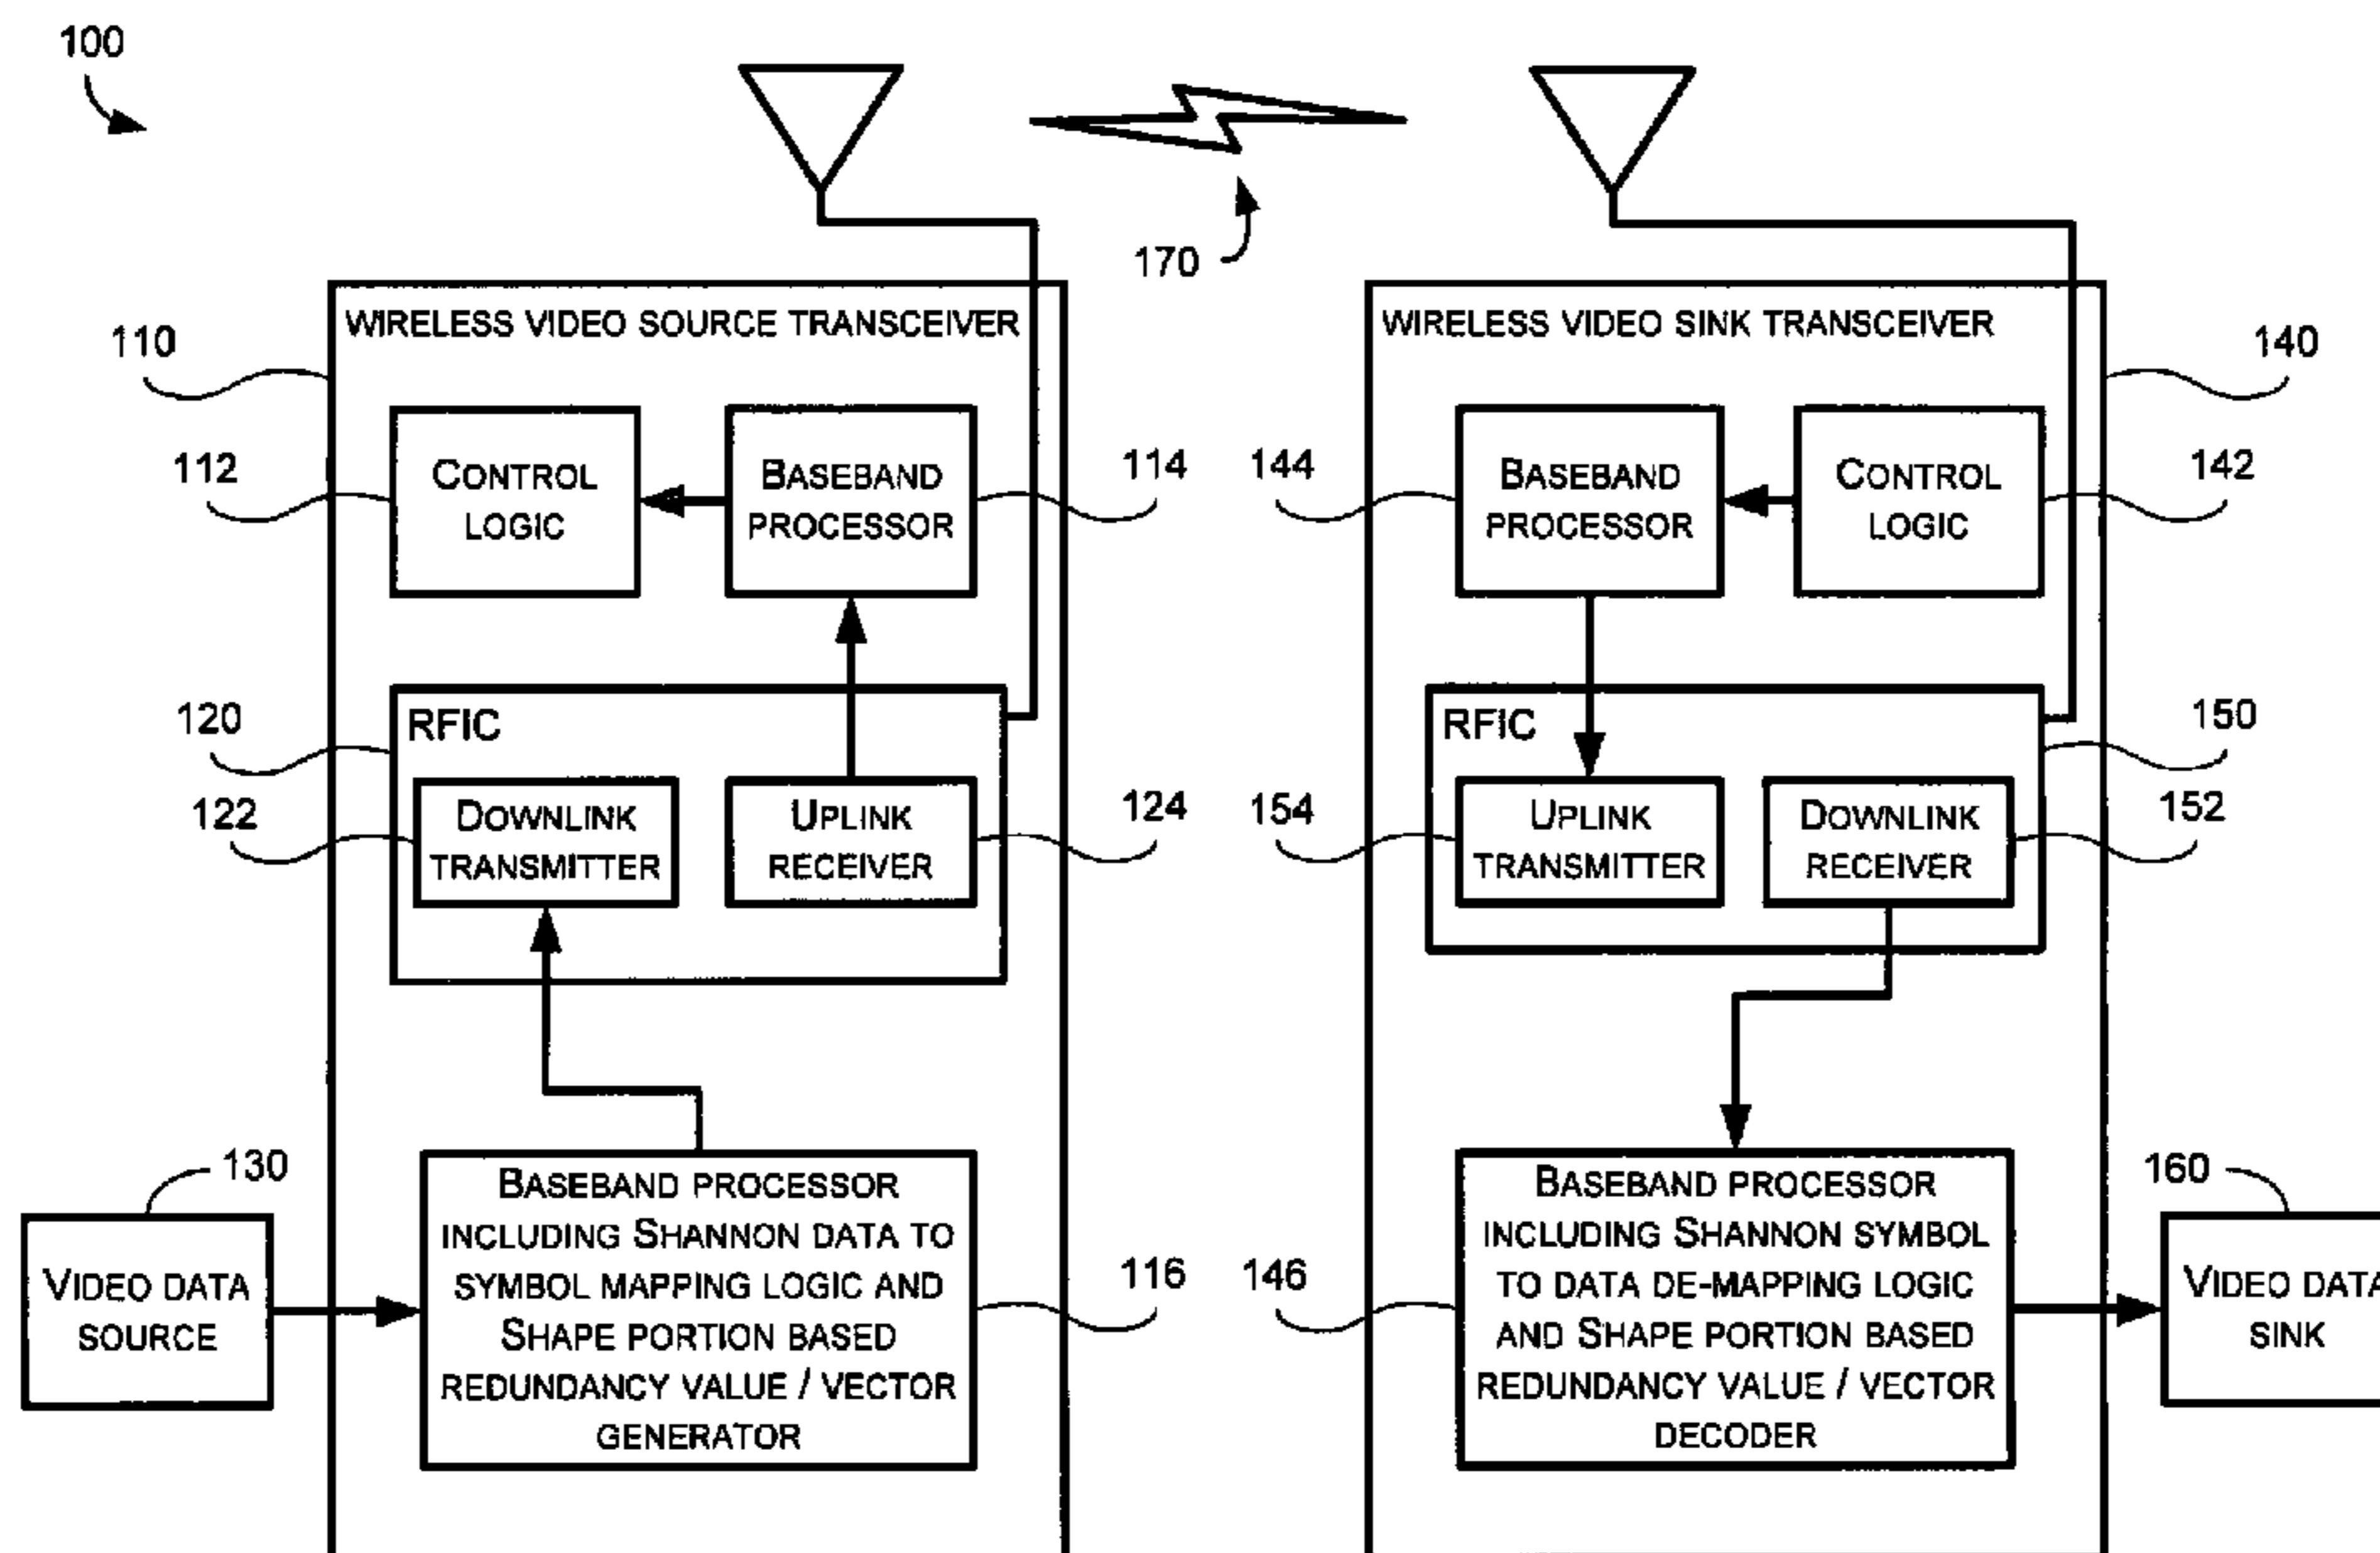 100
170
WIRELESS VIDEO SOURCE TRANSCEIVER
110
CONTROL
LOGIC
112
BASEBAND
PROCESSOR
114
RFIC
120
DOWNLINK
TRANSMITTER
122
UPLINK
RECEIVER
124
130
VIDEO DATA
SOURCE
BASEBAND PROCESSOR
INCLUDING SHANNON DATA TO
SYMBOL MAPPING LOGIC AND
SHAPE PORTION BASED
REDUNDANCY VALUE / VECTOR
GENERATOR
116
WIRELESS VIDEO SINK TRANSCEIVER
140
144
BASEBAND
PROCESSOR
CONTROL
LOGIC
142
RFIC
150
154
UPLINK
TRANSMITTER
DOWNLINK
RECEIVER
152
146
BASEBAND PROCESSOR
INCLUDING SHANNON SYMBOL
TO DATA DE-MAPPING LOGIC
AND SHAPE PORTION BASED
REDUNDANCY VALUE / VECTOR
DECODER
160
VIDEO DATA
SINK